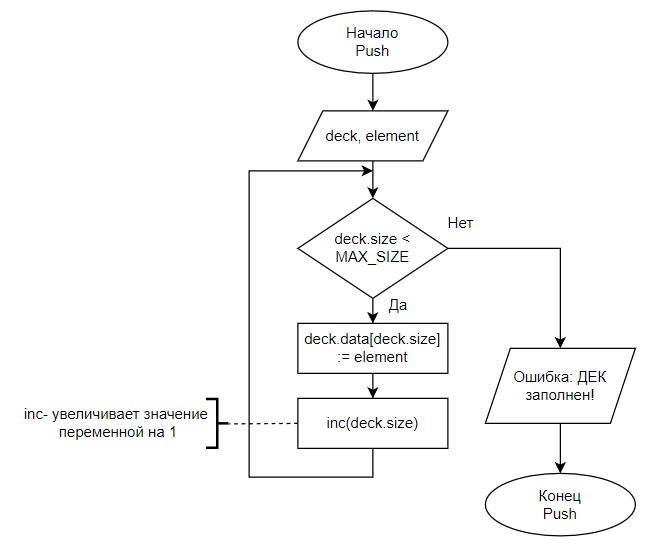 Начало
Push
deck, element
Нет
deck.size <
MAX_SIZE
Да
deck.data[deck.size]
:= element
Ошибка: ДЕК
заполнен!
inc- увеличивает значение
переменной на 1
inc(deck.size)
Конец
Push